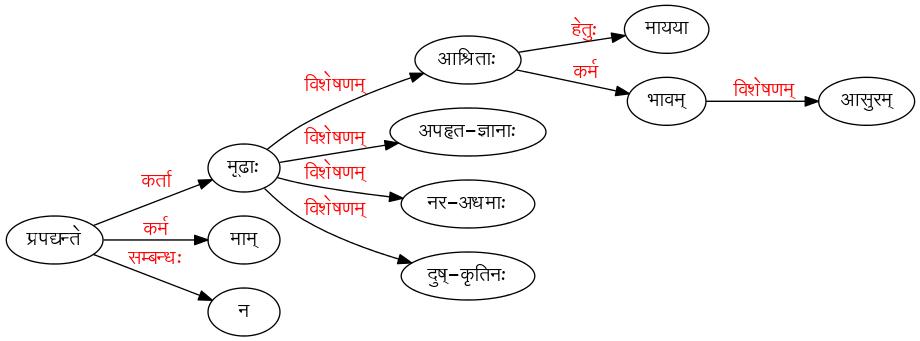 हेतुः
मायया
आश्रिताः
कर्म
विशेषणम्
भावम्
विशेषणम्
आसुरम्
विशेषणम्
अपहृत-ज्ञानाः
मूढाः
विशेषणम्
कर्ता
नर-अधमाः
विशेषणम्
प्रपद्यन्ते
कर्म
माम्
सम्बन्धः
दुष्-कृतिनः
न